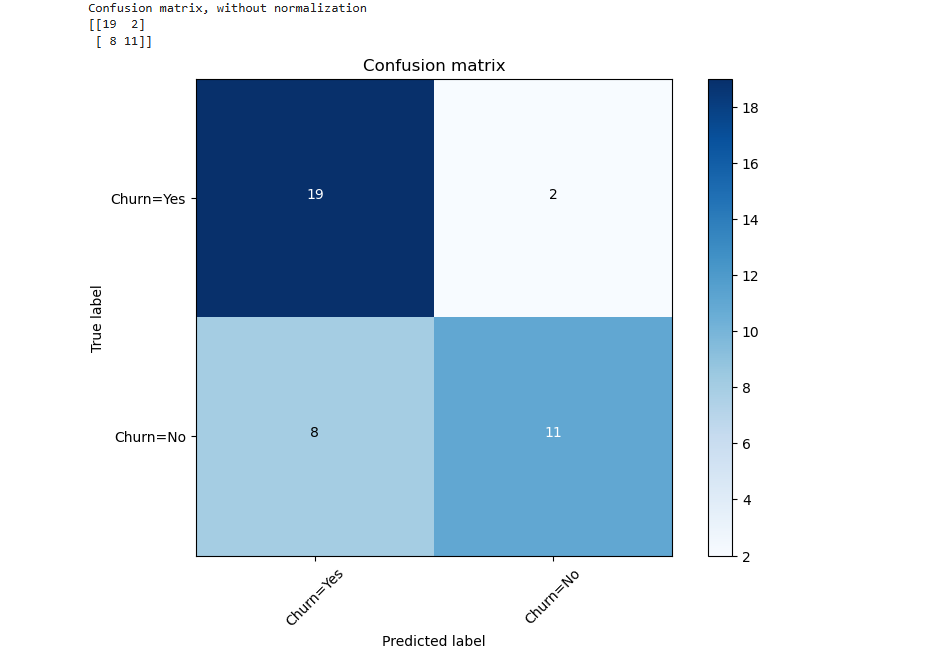 Confusion matrix, without normalization
[[19  2]
 [ 8 11]]
Confusion matrix
18
16
14
12
10
8
6
4
2
Churn=Yes
19
2
True label
Churn=No
8
11
Churn=Yes
Churn=No
Predicted label